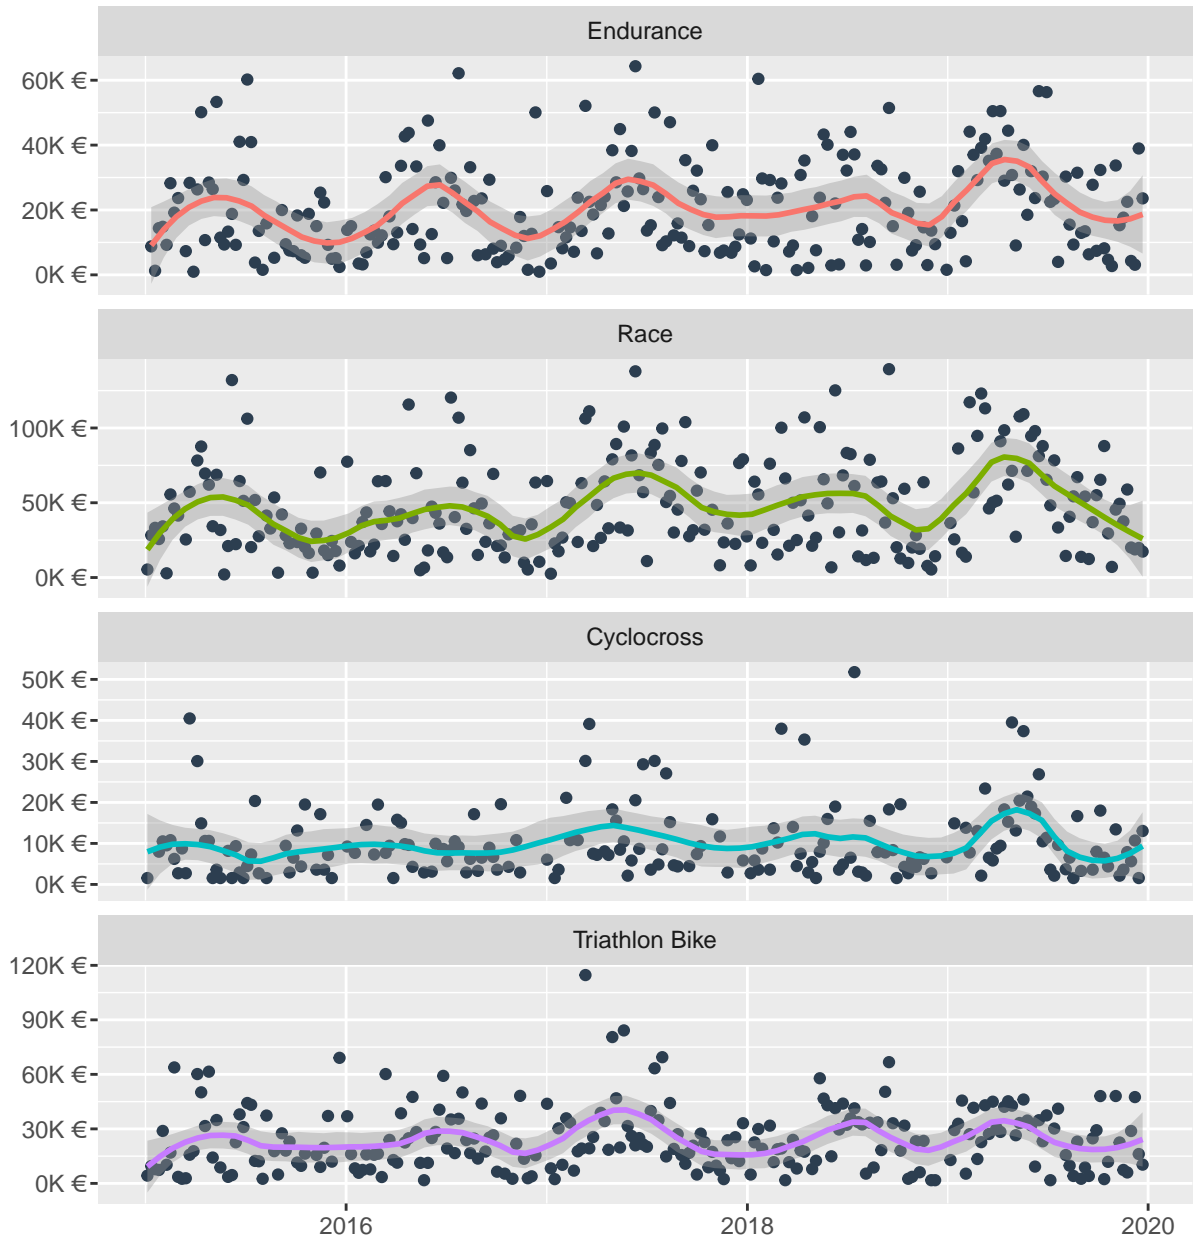 Endurance
60K €
40K €
20K €
0K €
Race
100K €
50K €
0K €
Cyclocross
50K €
40K €
30K €
20K €
10K €
0K €
Triathlon Bike
120K €
90K €
60K €
30K €
0K €
2016 2018 2020